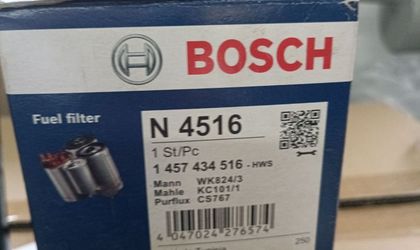 BOSCH
Fuel filter
N 4516
1 St/Pc
1 457 434 516 - HWS
Mann WK824/3
Mahle KC101/1
Purflux CS767
4 047024 276574
250